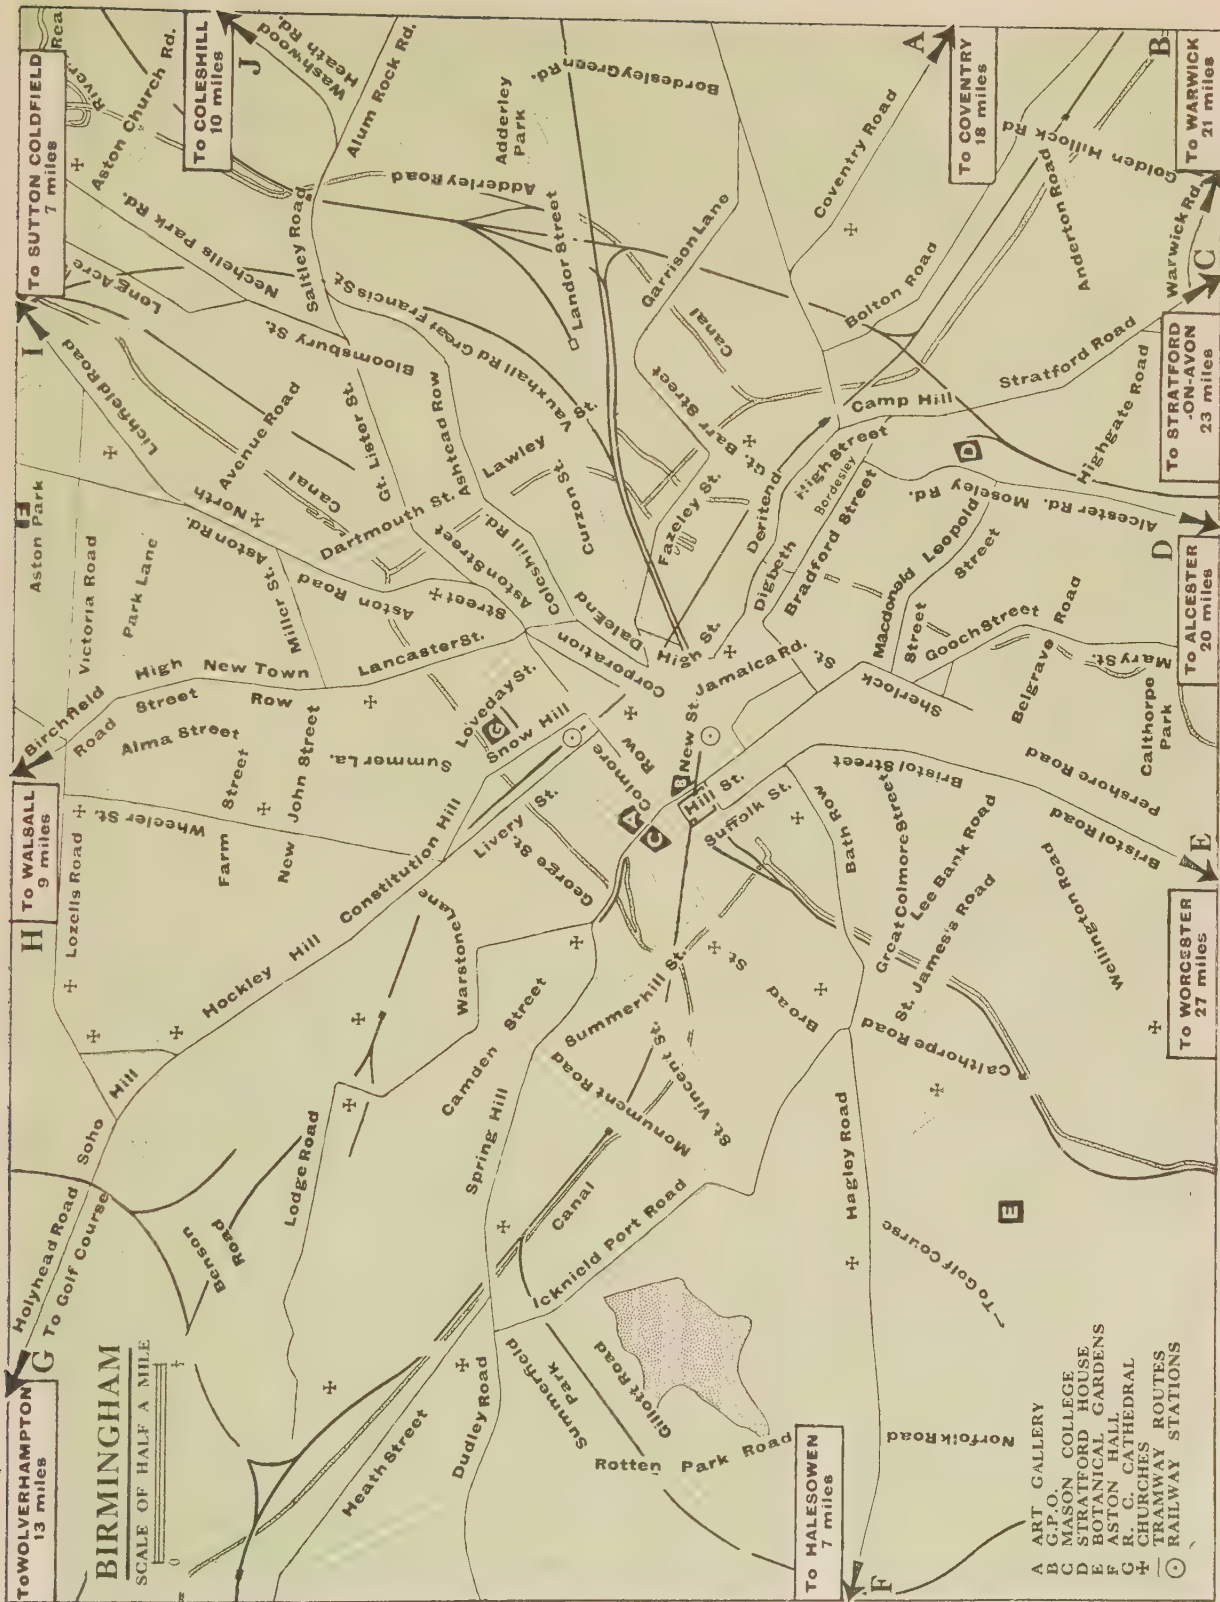 BIRMINGHAM
SCALE OF HALF A MILE
0
To WOLVERHAMPTON
13 miles
G
Holyhead Road
To Golf Course
Soho
Hill
Benson
Road
Lodge Road
Hockley Hill
Constitution Hill
H
To WALSALL
9 miles
Lozells Road
Wheeler St.
Birchfield
Road
Alma Street
Farm
Street
New John Street
High
Street
New Town
Row
Summer La.
Victoria Road
Park Lane
Aston Park
F
Miller St.
Aston Rd.
Aston Road
North
Avenue Road
Canal
Lichfield Road
I
To SUTTON COLDFIELD
7 miles
River Rea
Aston Church Rd.
Long Acre
Nechells Park Rd.
To COLESHILL
10 miles
J
Washwood
Heath Rd.
Alum Rock Rd.
Saltley Road
Bloomsbury St.
Gt. Lister St.
Great Francis St.
Vauxhall Rd
Ashtead Row
Dartmouth St.
Lawley
St.
Curzon St.
Coleshill Rd.
Aston Street
Street
Lancaster St.
Loveday St.
G
Snow Hill
Livery St.
George St.
Colmore
Row
Corporation
Dale End
High St.
New St.
B
A
C
Hill St.
Suffolk St.
Jamaica Rd.
St.
Fazeley St.
Gt. Barr Street
Canal
Garrison Lane
Landor Street
Adderley Road
Adderley
Park
Bordesley Green
Rd.
A
To COVENTRY
18 miles
Coventry Road
B
To WARWICK
21 miles
Golden Hillock Rd
Anderton Road
Warwick Rd.
C
To STRATFORD
-ON-AVON
23 miles
Stratford Road
Bolton Road
Camp Hill
High Street
Bordesley
Deritend
Digbeth
Bradford Street
D
Moseley
Rd.
Highgate Road
Alcester Rd.
D
To ALCESTER
20 miles
Leopold
Street
Macdonald
Street
Gooch Street
Sherlock
Belgrave Road
Mary St.
Calthorpe
Park
Pershore Road
Bristol Street
Bristol Road
E
To WORCESTER
27 miles
Bath Row
Great Colmore Street
Lee Bank Road
St. James's Road
Wellington Road
Calthorpe Road
Broad
St.
Summerhill St.
St. Vincent St.
Monument Road
Warstone Lane
Camden Street
Spring Hill
Canal
Icknield Port Road
Hagley Road
To Golf Course
E
Heath Street
Dudley Road
Summerfield
Park
Gillott Road
Rotten Park Road
Norfolk Road
To HALESOWEN
7 miles
F
A ART GALLERY
B G.P.O.
C MASON COLLEGE
D STRATFORD HOUSE
E BOTANICAL GARDENS
F ASTON HALL
G R. C. CATHEDRAL
CHURCHES
TRAMWAY ROUTES
RAILWAY STATIONS